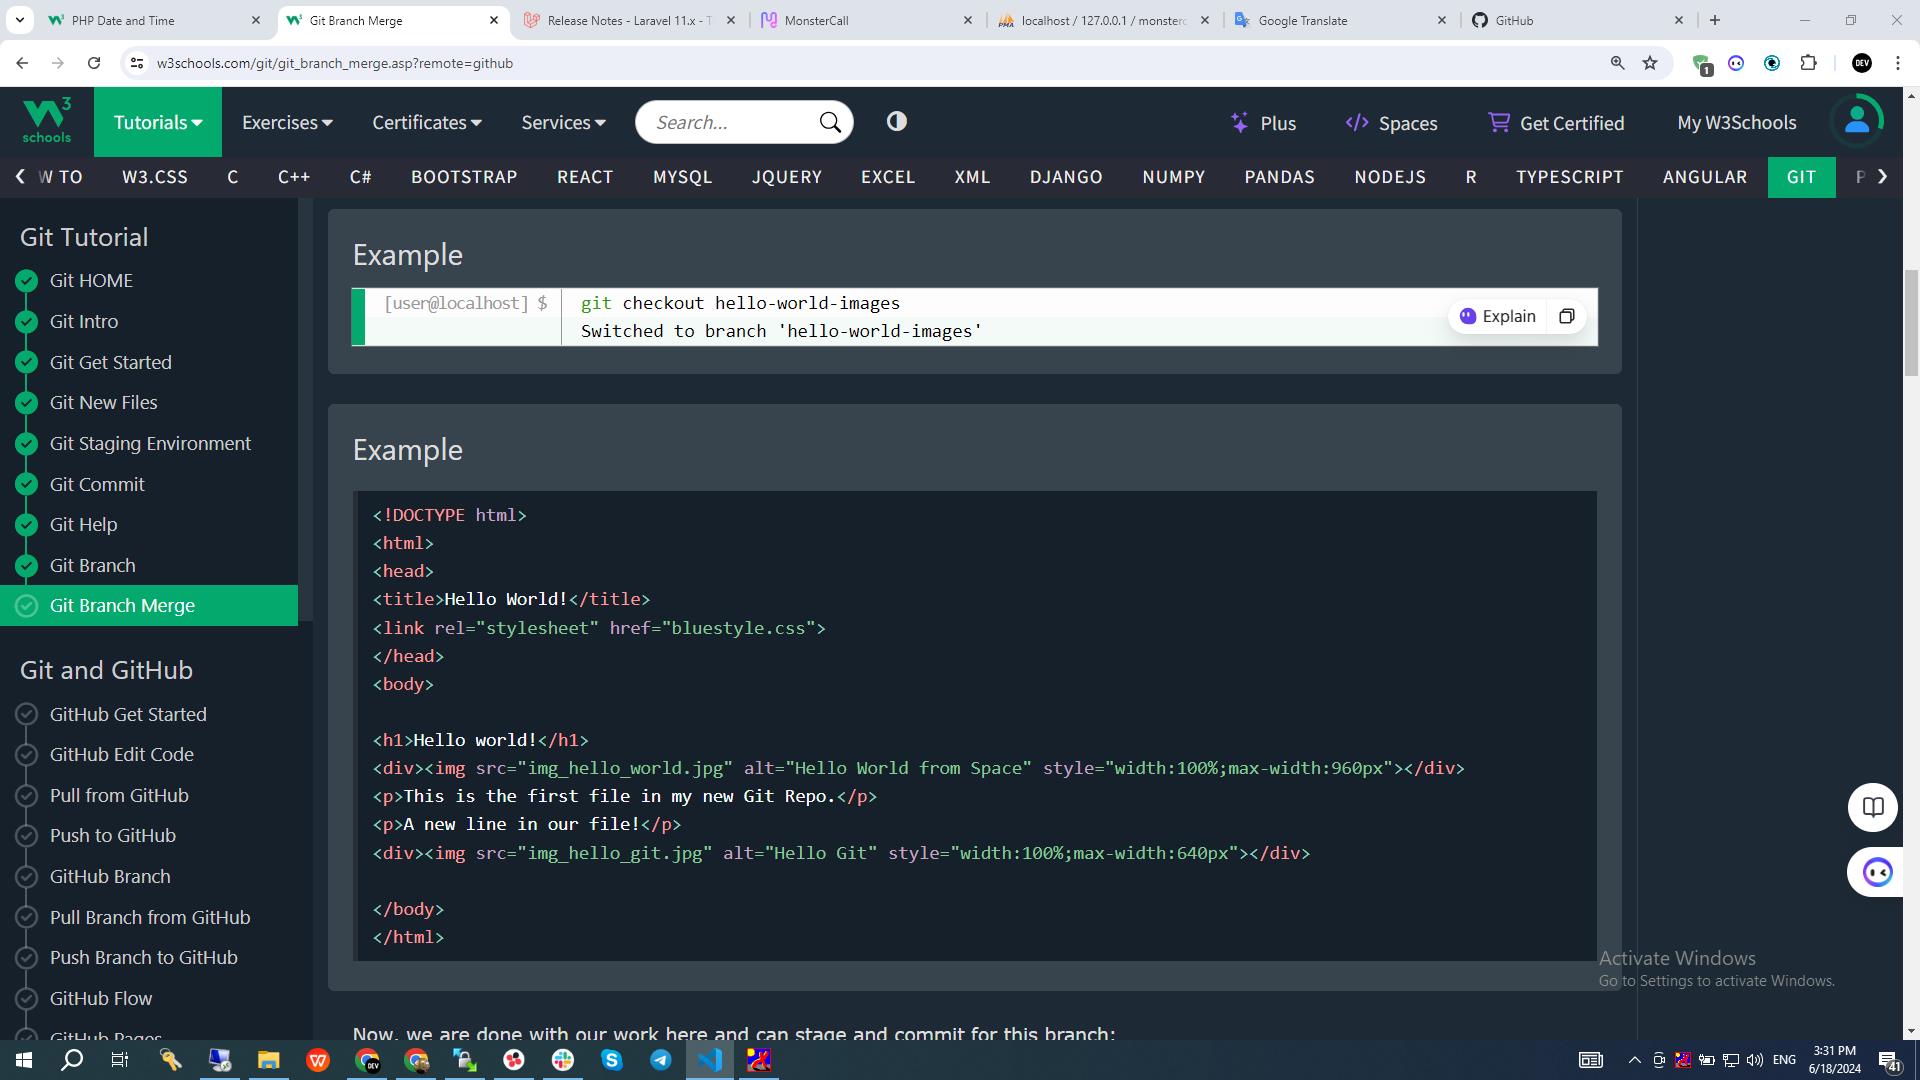 PHP Date and Time
Git Branch Merge
Release Notes - Laravel 11.x - T
MonsterCall
localhost / 127.0.0.1 / monsterc
Google Translate
GitHub
w3schools.com/git/git_branch_merge.asp?remote=github
1
DEV
3
schools
Tutorials
Exercises
Certificates
Services
Search...
Plus
Spaces
Get Certified
My W3Schools
W TO
W3.CSS
C
C++
C#
BOOTSTRAP
REACT
MYSQL
JQUERY
EXCEL
XML
DJANGO
NUMPY
PANDAS
NODEJS
R
TYPESCRIPT
ANGULAR
GIT
P
Git Tutorial
Git HOME
Git Intro
Git Get Started
Git New Files
Git Staging Environment
Git Commit
Git Help
Git Branch
Git Branch Merge
Git and GitHub
GitHub Get Started
GitHub Edit Code
Pull from GitHub
Push to GitHub
GitHub Branch
Pull Branch from GitHub
Push Branch to GitHub
GitHub Flow
GitHub Pages
Example
[user@localhost] $
git checkout hello-world-images
Switched to branch 'hello-world-images'
Explain
Example
<!DOCTYPE html>
<html>
<head>
<title>Hello World!</title>
<link rel="stylesheet" href="bluestyle.css">
</head>
<body>
<h1>Hello world!</h1>
<div><img src="img_hello_world.jpg" alt="Hello World from Space" style="width:100%;max-width:960px"></div>
<p>This is the first file in my new Git Repo.</p>
<p>A new line in our file!</p>
<div><img src="img_hello_git.jpg" alt="Hello Git" style="width:100%;max-width:640px"></div>
</body>
</html>
Now, we are done with our work here and can stage and commit for this branch:
Activate Windows
Go to Settings to activate Windows.
ENG
3:31 PM
6/18/2024
41